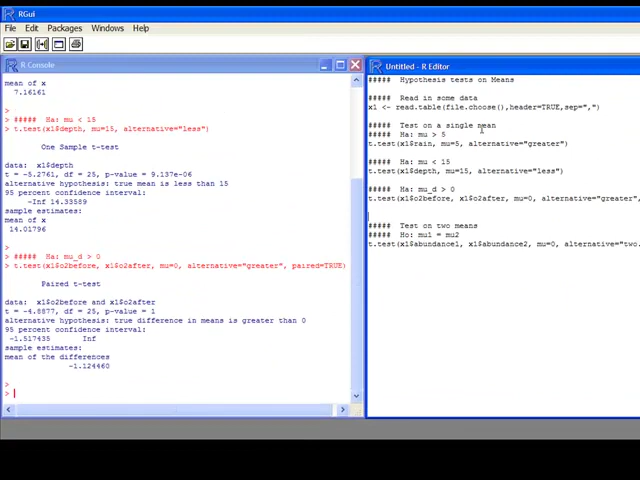 RGui
File Edit Packages Windows Help
R Console
mean of x
7.16161
>
> ##### Ha: mu < 15
> t.test(x1$depth, mu=15, alternative="less")
One Sample t-test
data: x1$depth
t = -5.2761, df = 25, p-value = 9.137e-06
alternative hypothesis: true mean is less than 15
95 percent confidence interval:
-Inf 14.33589
sample estimates:
mean of x
14.01796
>
> ##### Ha: mu_d > 0
> t.test(x1$o2before, x1$o2after, mu=0, alternative="greater", paired=TRUE)
Paired t-test
data: x1$o2before and x1$o2after
t = -4.8877, df = 25, p-value = 1
alternative hypothesis: true difference in means is greater than 0
95 percent confidence interval:
-1.517435 Inf
sample estimates:
mean of the differences
-1.124460
>
>
Untitled - R Editor
##### Hypothesis tests on Means
##### Read in some data
x1 <- read.table(file.choose(),header=TRUE,sep=",")
##### Test on a single mean
##### Ha: mu > 5
t.test(x1$rain, mu=5, alternative="greater")
##### Ha: mu < 15
t.test(x1$depth, mu=15, alternative="less")
##### Ha: mu_d > 0
t.test(x1$o2before, x1$o2after, mu=0, alternative="greater",
##### Test on two means
##### Ho: mu1 = mu2
t.test(x1$abundance1, x1$abundance2, mu=0, alternative="two.